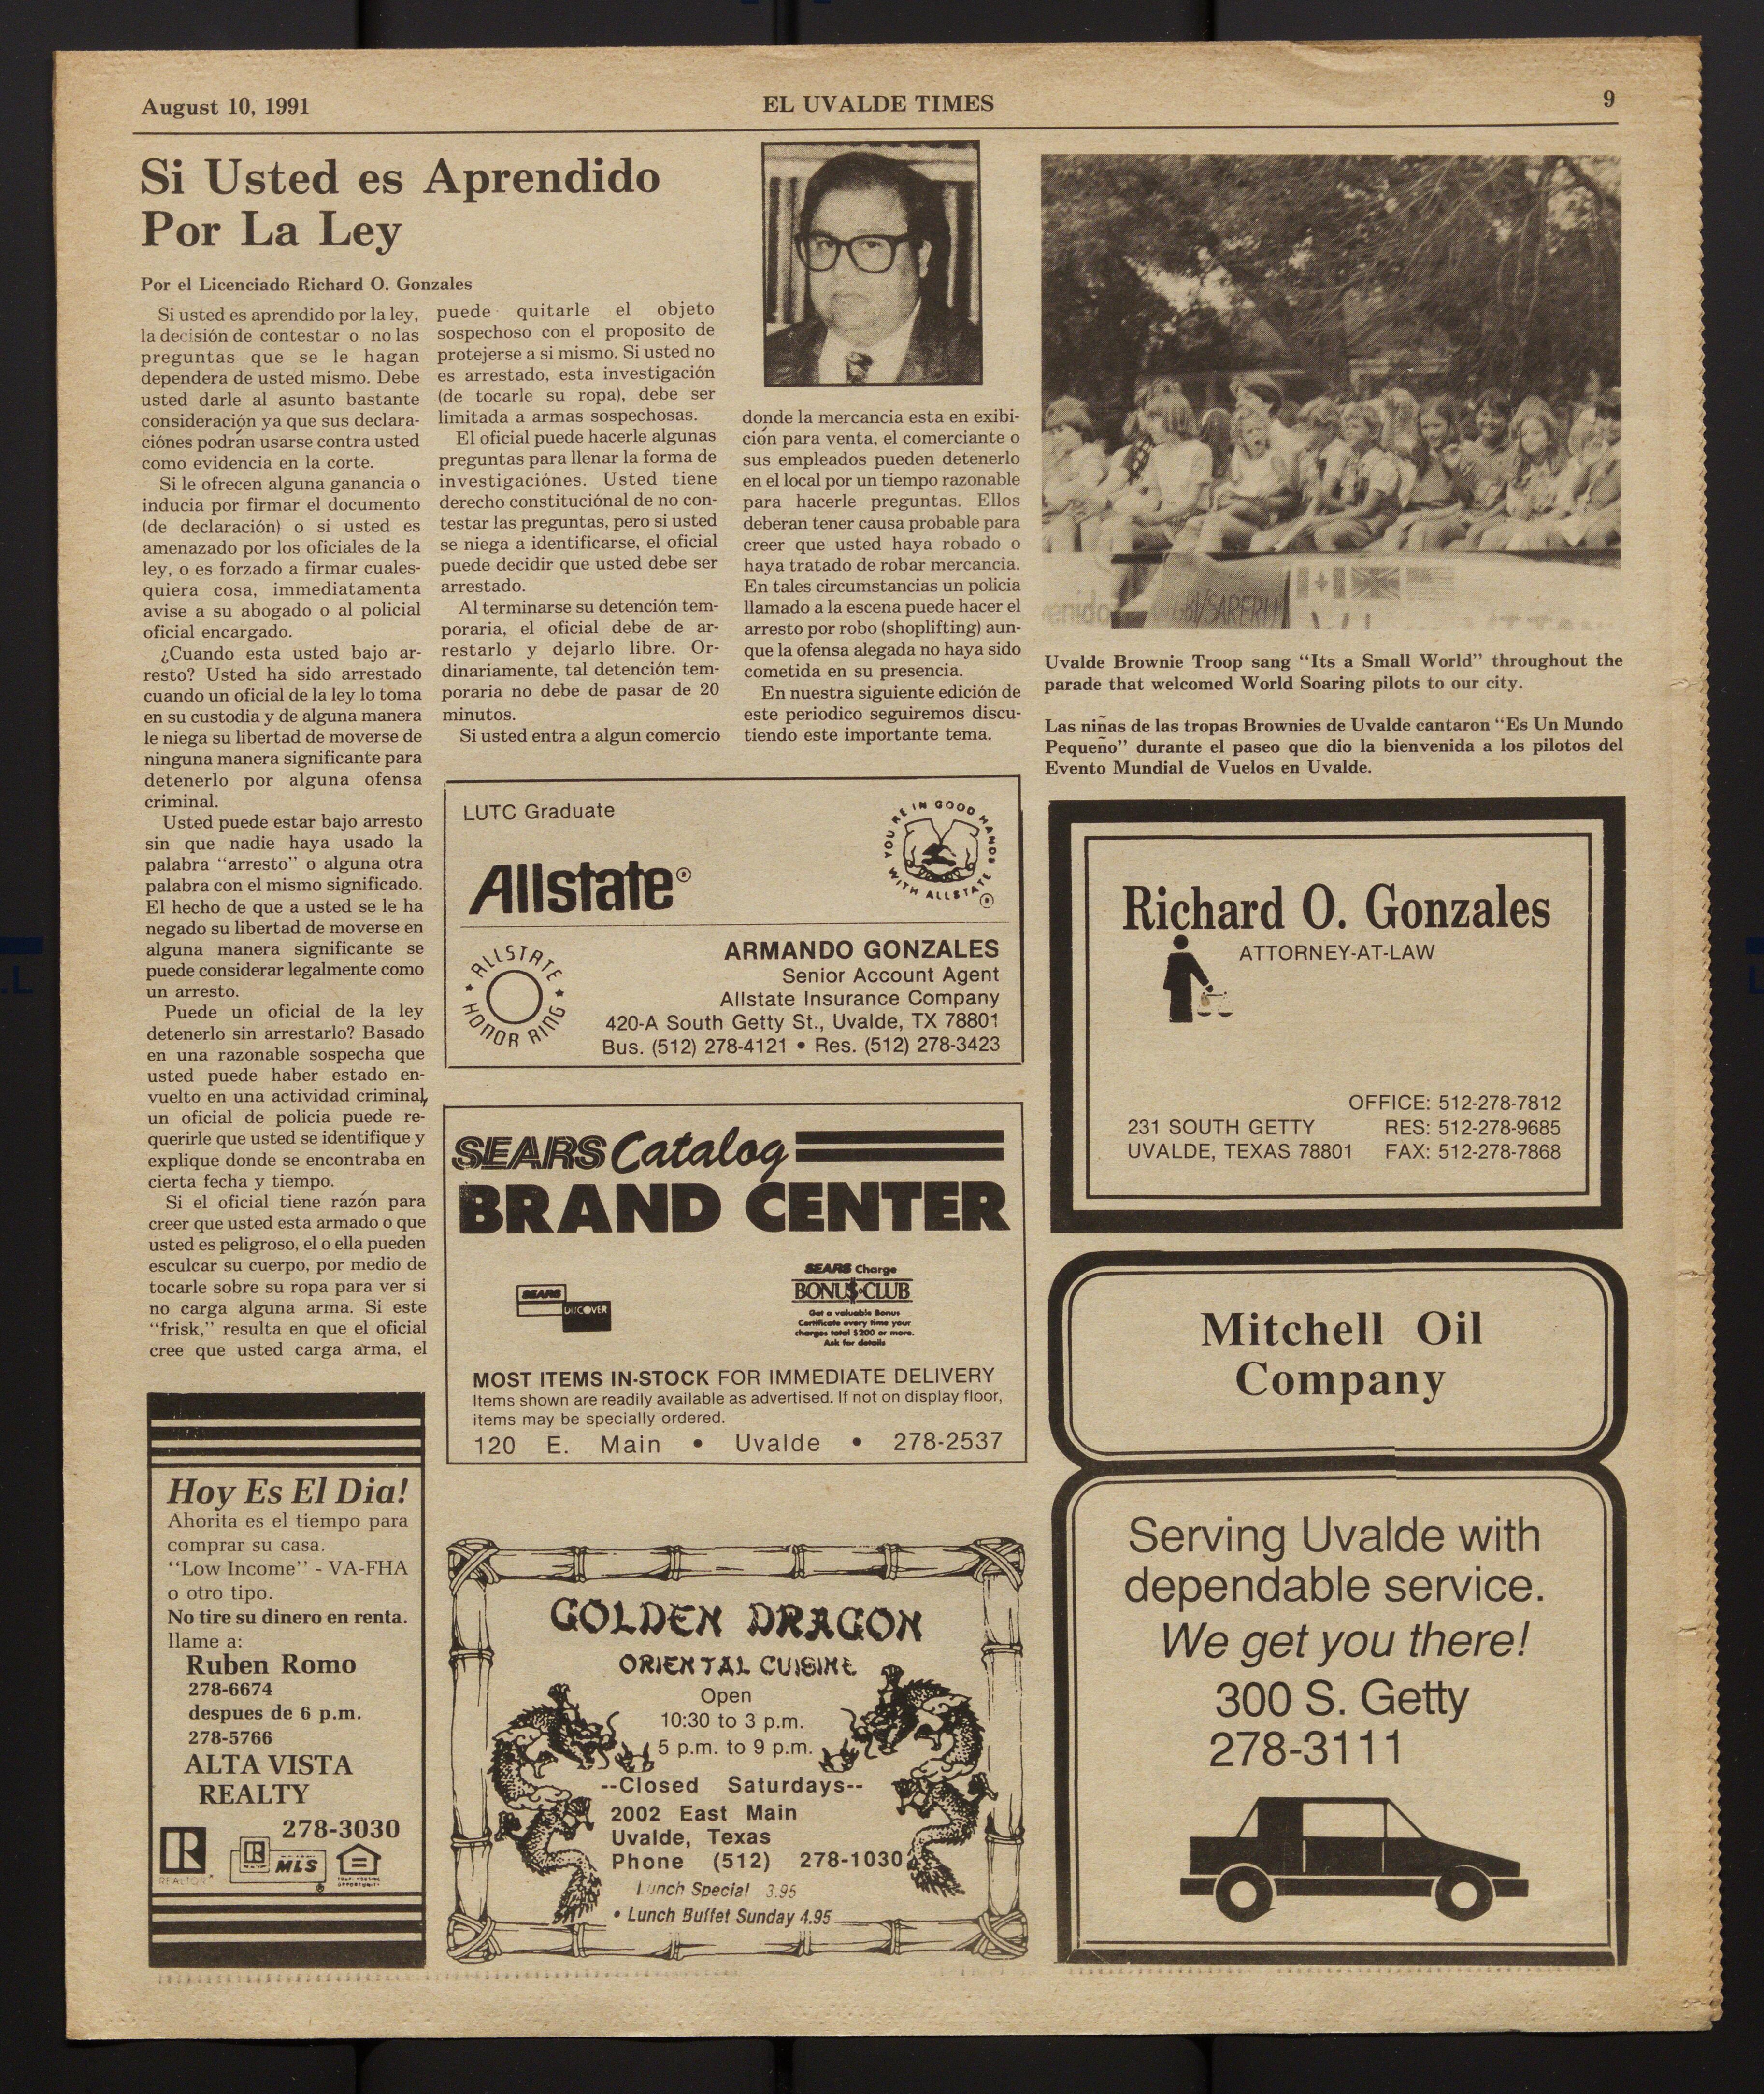 August 10, 1991
EL UVALDE TIMES
9
Si Usted es Aprendido
Por La Ley
Por el Licenciado Richard O. Gonzales
Si usted es aprendido por la ley,
la decisión de contestar o no las
preguntas que se le hagan
dependera de usted mismo. Debe
usted darle al asunto bastante
consideración ya que sus declara-
ciónes podrán usarse contra usted
como evidencia en la corte.
Si le ofrecen alguna ganancia o
inducia por firmar el documento
(de declaración) o si usted es
amenazado por los oficiales de la
ley, o es forzado a firmar cuales-
quiera cosa, immediatamenta
avise a su abogado o al policial
oficial encargado.
¿Cuando esta usted bajo ar-
resto? Usted ha sido arrestado
cuando un oficial de la ley lo toma
en su custodia y de alguna manera
le niega su libertad de moverse de
ninguna manera significante para
detenerlo por alguna ofensa
criminal.
Usted puede estar bajo arresto
sin que nadie haya usado la
palabra “arresto” o alguna otra
palabra con el mismo significado.
El hecho de que a usted se le ha
negado su libertad de moverse en
alguna manera significante se
puede considerar legalmente como
un arresto.
Puede un oficial de la ley
detenerlo sin arrestarlo? Basado
en una razonable sospecha que
usted puede haber estado en-
vuelto en una actividad criminal,
un oficial de policia puede re-
querirle que usted se identifique y
explique donde se encontraba en
cierta fecha y tiempo.
Si el oficial tiene razón para
creer que usted esta armado o que
usted es peligroso, el o ella pueden
esculcar su cuerpo, por medio de
tocarle sobre su ropa para ver si
no carga alguna arma. Si este
“frisk,” resulta en que el oficial
cree que usted carga arma, el
puede quitarle el objeto
sospechoso con el proposito de
protejerse a si mismo. Si usted no
es arrestado, esta investigación
(de tocarle su ropa), debe ser
limitada a armas sospechosas.
El oficial puede hacerle algunas
preguntas para llenar la forma de
investigaciónes. Usted tiene
derecho constituciónal de no con-
testar las preguntas, pero si usted
se niega a identificarse, el oficial
puede decidir que usted debe ser
arrestado.
Al terminarse su detención tem-
poraria, el oficial debe de ar-
restarlo y dejarlo libre. Or-
dinariamente, tal detención tem-
poraria no debe de pasar de 20
minutos.
Si usted entra a algun comercio
donde la mercancia esta en exibi-
ción para venta, el comerciante o
sus empleados pueden detenerlo
en el local por un tiempo razonable
para hacerle preguntas. Ellos
deberan tener causa probable para
creer que usted haya robado o
haya tratado de robar mercancia.
En tales circumstancias un policia
llamado a la escena puede hacer el
arresto por robo (shoplifting) aun-
que la ofensa alegada no haya sido
cometida en su presencia.
En nuestra siguiente edición de
este periodico seguiremos discu-
tiendo este importante tema.
Uvalde Brownie Troop sang “Its a Small World” throughout the
parade that welcomed World Soaring pilots to our city.
Las niñas de las tropas Brownies de Uvalde cantaron “Es Un Mundo
Pequeño” durante el paseo que dio la bienvenida a los pilotos del
Evento Mundial de Vuelos en Uvalde.
LUTC Graduate
Allstate®
YOU'RE IN GOOD HANDS
WITH ALLSTATE ®
ALLSTATE
HONOR RING
ARMANDO GONZALES
Senior Account Agent
Allstate Insurance Company
420-A South Getty St., Uvalde, TX 78801
Bus. (512) 278-4121 • Res. (512) 278-3423
SEARS Catalog
BRAND CENTER
SEARS
DISCOVER
SEARS Charge
BONU$•CLUB
Get a valuable Bonus
Certificate every time your
charges total $200 or more.
Ask for details
MOST ITEMS IN-STOCK FOR IMMEDIATE DELIVERY
Items shown are readily available as advertised. If not on display floor,
items may be specially ordered.
120 E. Main • Uvalde • 278-2537
Richard O. Gonzales
ATTORNEY-AT-LAW
OFFICE: 512-278-7812
231 SOUTH GETTY RES: 512-278-9685
UVALDE, TEXAS 78801 FAX: 512-278-7868
Mitchell Oil
Company
Serving Uvalde with
dependable service.
We get you there!
300 S. Getty
278-3111
Hoy Es El Dia!
Ahorita es el tiempo para
comprar su casa.
“Low Income” - VA-FHA
o otro tipo.
No tire su dinero en renta.
llame a:
Ruben Romo
278-6674
despues de 6 p.m.
278-5766
ALTA VISTA
REALTY
278-3030
REALTOR
MLS
EQUAL HOUSING
OPPORTUNITY
GOLDEN DRAGON
ORIENTAL CUISINE
Open
10:30 to 3 p.m.
5 p.m. to 9 p.m.
--Closed Saturdays--
2002 East Main
Uvalde, Texas
Phone (512) 278-1030
Lunch Special 3.95
• Lunch Buffet Sunday 4.95